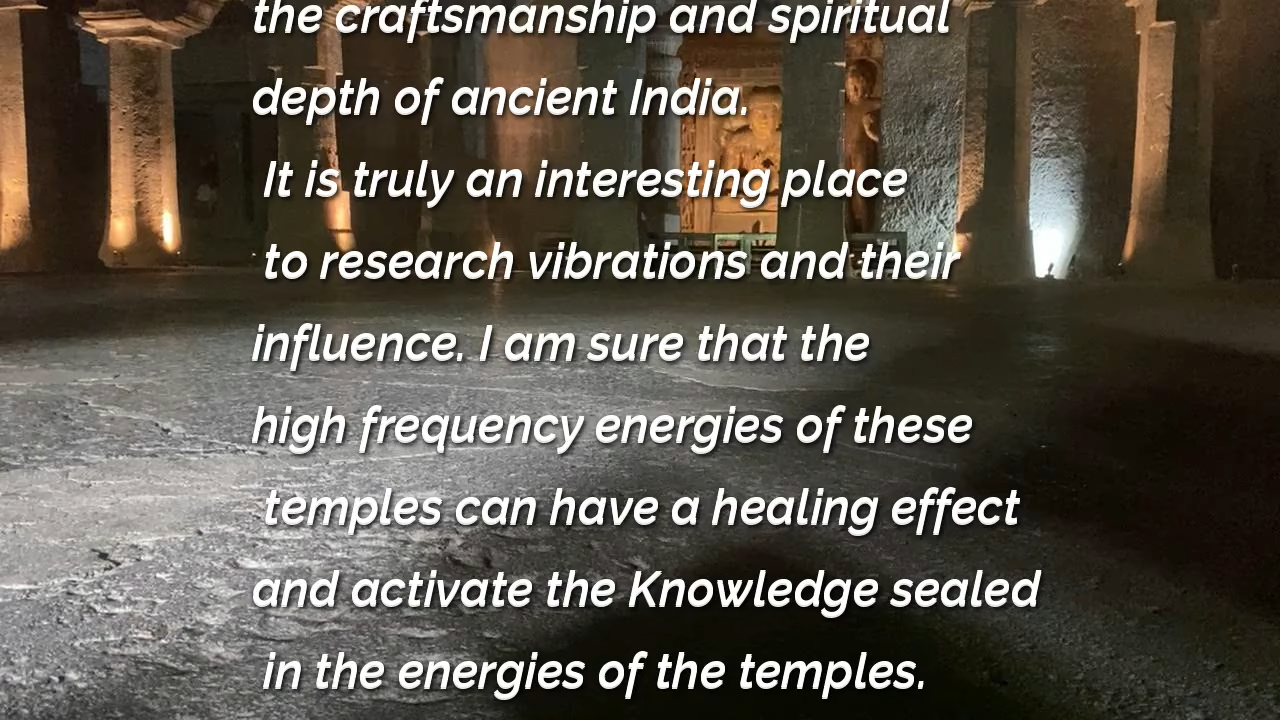 the craftsmanship and spiritual
depth of ancient India.
It is truly an interesting place
to research vibrations and their
influence. I am sure that the
high frequency energies of these
temples can have a healing effect
and activate the Knowledge sealed
in the energies of the temples.